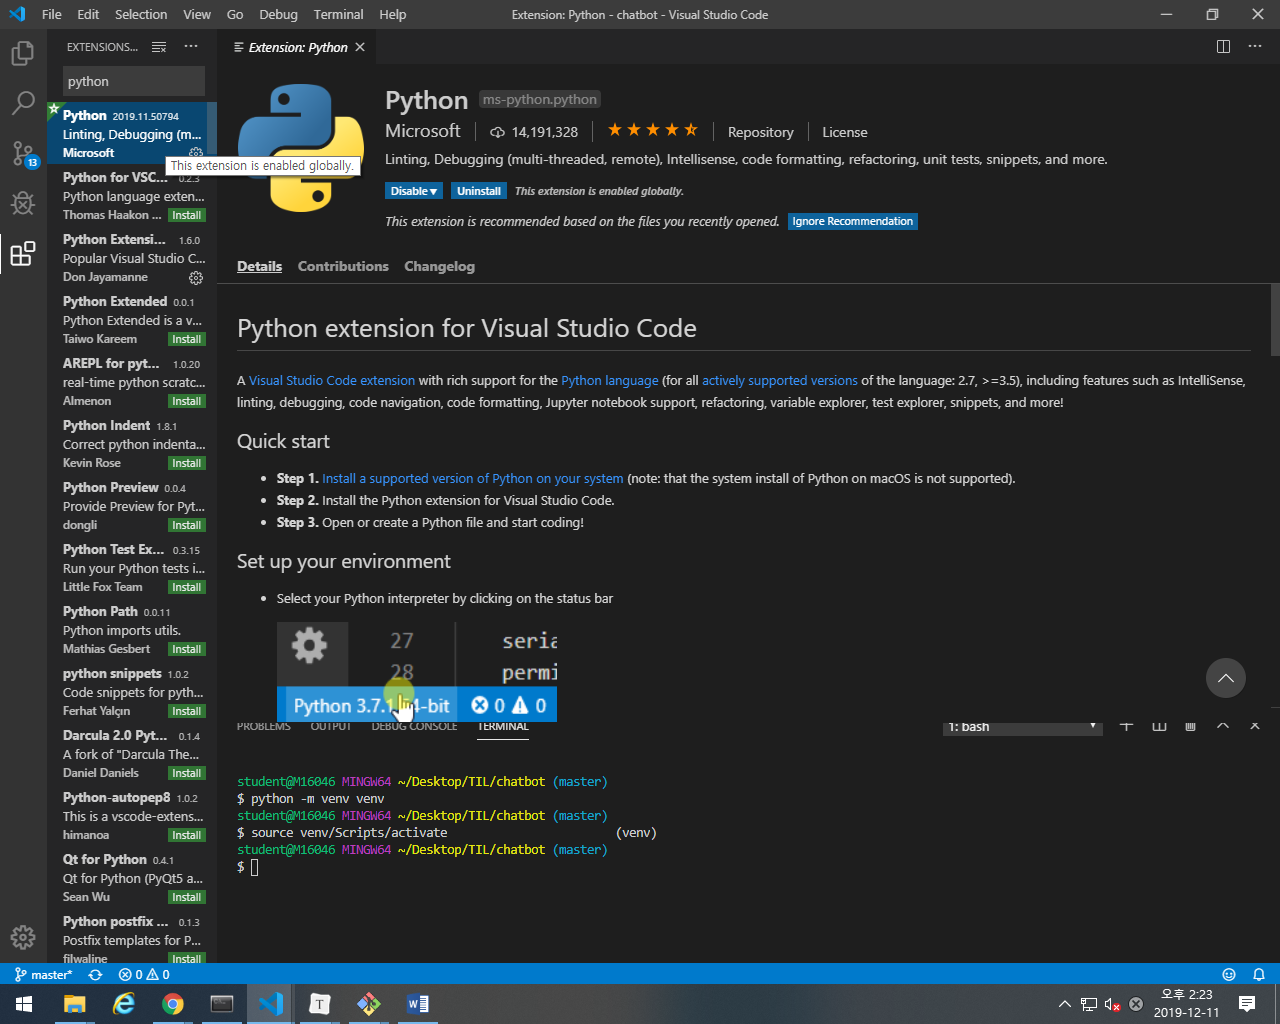 File Edit Selection View Go Debug Terminal Help Extension: Python - chatbot - Visual Studio Code
EXTENSIONS...
python
Python 2019.11.50794
Linting, Debugging (m...
Microsoft
This extension is enabled globally.
Python for VSC... 0.2.3
Python language exten...
Thomas Haakon ... Install
Python Extensi... 1.6.0
Popular Visual Studio C...
Don Jayamanne
Python Extended 0.0.1
Python Extended is a v...
Taiwo Kareem Install
AREPL for pyt... 1.0.20
real-time python scratc...
Almenon Install
Python Indent 1.8.1
Correct python indenta...
Kevin Rose Install
Python Preview 0.0.4
Provide Preview for Pyt...
dongli Install
Python Test Ex... 0.3.15
Run your Python tests i...
Little Fox Team Install
Python Path 0.0.11
Python imports utils.
Mathias Gesbert Install
python snippets 1.0.2
Code snippets for pyth...
Ferhat Yalçın Install
Darcula 2.0 Pyt... 0.1.4
A fork of "Darcula The...
Daniel Daniels Install
Python-autopep8 1.0.2
This is a vscode-extens...
himanoa Install
Qt for Python 0.4.1
Qt for Python (PyQt5 a...
Sean Wu Install
Python postfix ... 0.1.3
Postfix templates for P...
filwaline Install
13
Extension: Python
Python ms-python.python
Microsoft 14,191,328 Repository License
Linting, Debugging (multi-threaded, remote), Intellisense, code formatting, refactoring, unit tests, snippets, and more.
Disable Uninstall This extension is enabled globally.
This extension is recommended based on the files you recently opened. Ignore Recommendation
Details Contributions Changelog
Python extension for Visual Studio Code
A Visual Studio Code extension with rich support for the Python language (for all actively supported versions of the language: 2.7, >=3.5), including features such as IntelliSense,
linting, debugging, code navigation, code formatting, Jupyter notebook support, refactoring, variable explorer, test explorer, snippets, and more!
Quick start
• Step 1. Install a supported version of Python on your system (note: that the system install of Python on macOS is not supported).
• Step 2. Install the Python extension for Visual Studio Code.
• Step 3. Open or create a Python file and start coding!
Set up your environment
• Select your Python interpreter by clicking on the status bar
27 seria
28 permi
Python 3.7.1 -bit 0 0
PROBLEMS OUTPUT DEBUG CONSOLE TERMINAL 1: bash
student@M16046 MINGW64 ~/Desktop/TIL/chatbot (master)
$ python -m venv venv
student@M16046 MINGW64 ~/Desktop/TIL/chatbot (master)
$ source venv/Scripts/activate (venv)
student@M16046 MINGW64 ~/Desktop/TIL/chatbot (master)
$
master* 0 0
T
오후 2:23
2019-12-11